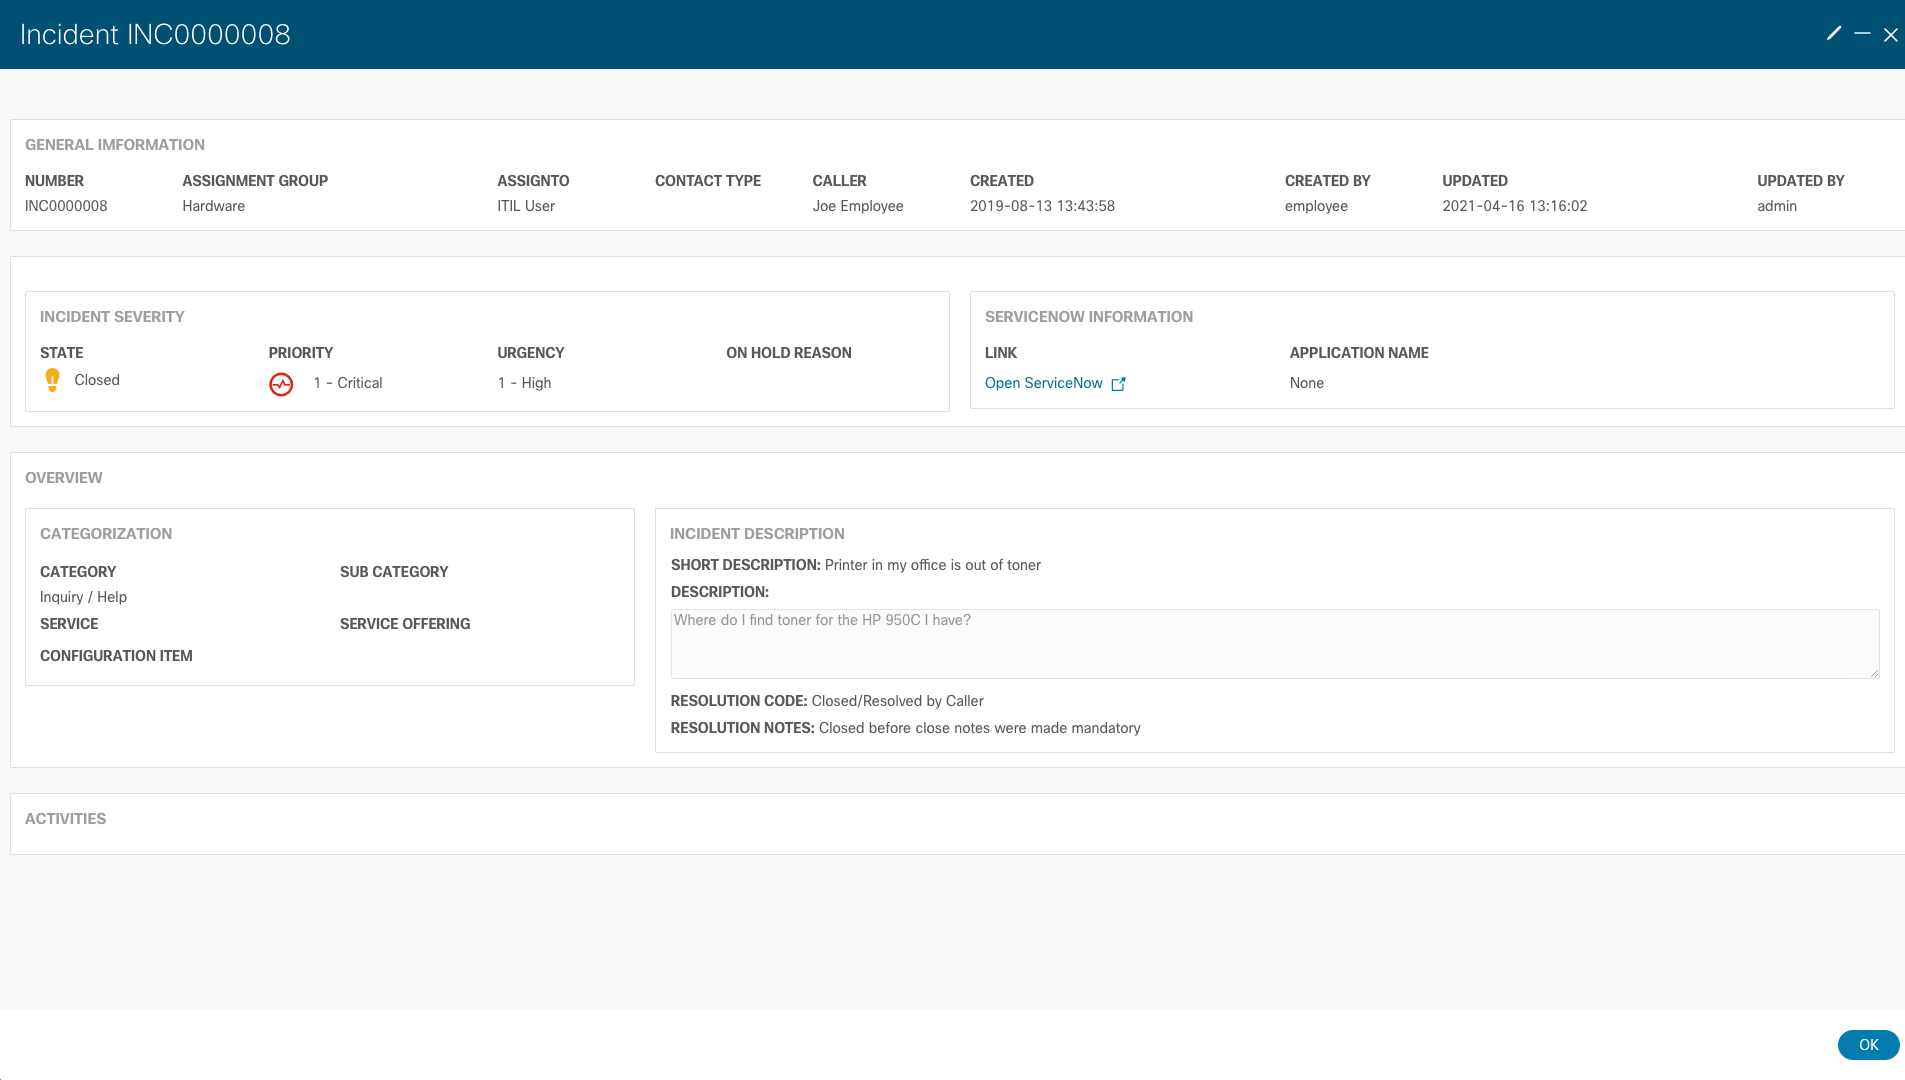 Incident INC0000008
GENERAL IMFORMATION
NUMBER ASSIGNMENT GROUP ASSIGNTO CONTACT TYPE CALLER CREATED CREATED BY UPDATED UPDATED BY
INC0000008 Hardware ITIL User Joe Employee 2019-08-13 13:43:58 employee 2021-04-16 13:16:02 admin
INCIDENT SEVERITY
STATE PRIORITY URGENCY ON HOLD REASON
Closed 1 - Critical 1 - High
SERVICENOW INFORMATION
LINK APPLICATION NAME
Open ServiceNow None
OVERVIEW
CATEGORIZATION
CATEGORY SUB CATEGORY
Inquiry / Help
SERVICE SERVICE OFFERING
CONFIGURATION ITEM
INCIDENT DESCRIPTION
SHORT DESCRIPTION: Printer in my office is out of toner
DESCRIPTION:
Where do I find toner for the HP 950C I have?
RESOLUTION CODE: Closed/Resolved by Caller
RESOLUTION NOTES: Closed before close notes were made mandatory
ACTIVITIES
OK